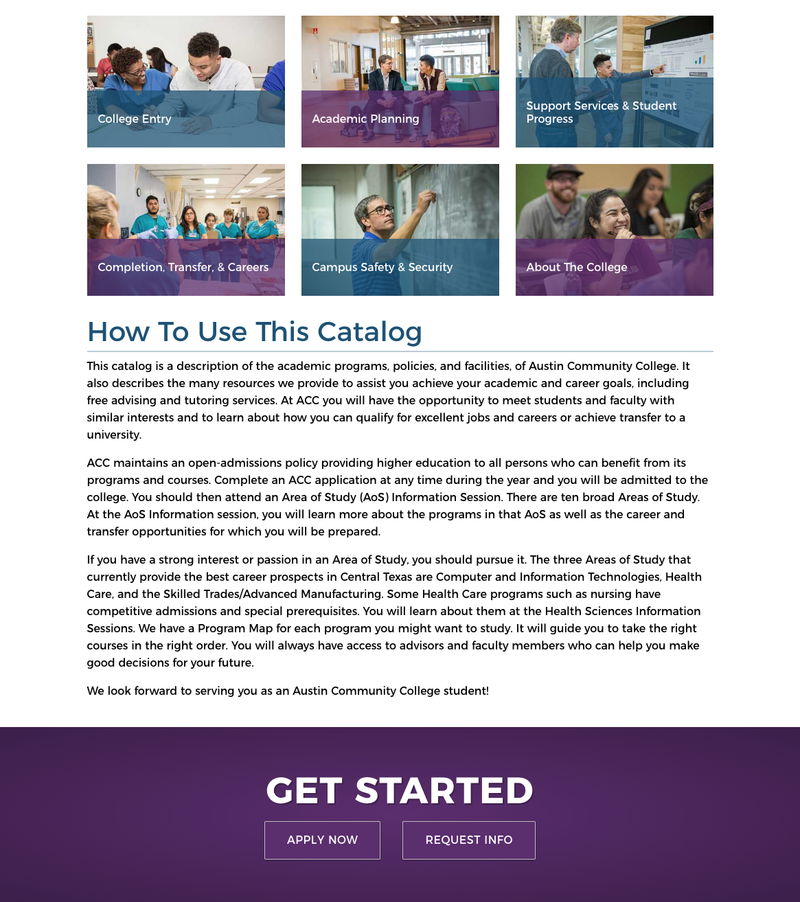 College Entry
Academic Planning
Support Services & Student
Progress
Completion, Transfer, & Careers
Campus Safety & Security
About The College
How To Use This Catalog
This catalog is a description of the academic programs, policies, and facilities, of Austin Community College. It
also describes the many resources we provide to assist you achieve your academic and career goals, including
free advising and tutoring services. At ACC you will have the opportunity to meet students and faculty with
similar interests and to learn about how you can qualify for excellent jobs and careers or achieve transfer to a
university.
ACC maintains an open-admissions policy providing higher education to all persons who can benefit from its
programs and courses. Complete an ACC application at any time during the year and you will be admitted to the
college. You should then attend an Area of Study (AoS) Information Session. There are ten broad Areas of Study.
At the AoS Information session, you will learn more about the programs in that AoS as well as the career and
transfer opportunities for which you will be prepared.
If you have a strong interest or passion in an Area of Study, you should pursue it. The three Areas of Study that
currently provide the best career prospects in Central Texas are Computer and Information Technologies, Health
Care, and the Skilled Trades/Advanced Manufacturing. Some Health Care programs such as nursing have
competitive admissions and special prerequisites. You will learn about them at the Health Sciences Information
Sessions. We have a Program Map for each program you might want to study. It will guide you to take the right
courses in the right order. You will always have access to advisors and faculty members who can help you make
good decisions for your future.
We look forward to serving you as an Austin Community College student!
GET STARTED
APPLY NOW
REQUEST INFO